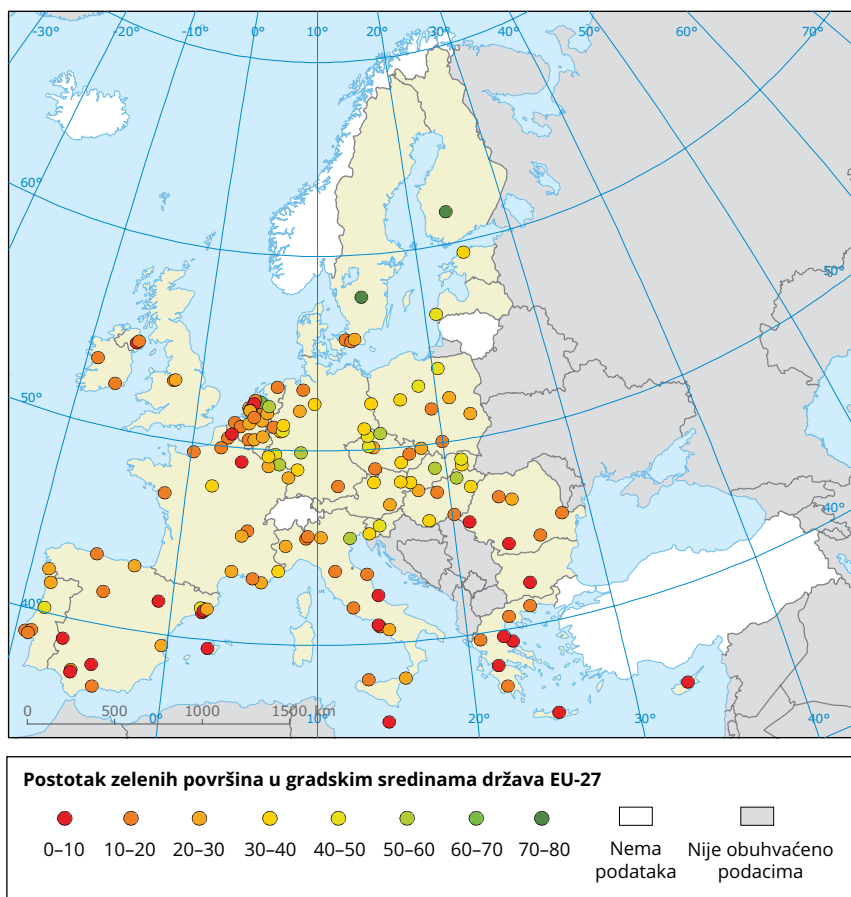 -30° -20° -10° 0° 10° 20° 30° 40° 50° 60° 70°
60°
50°
70°
50°
40°
40°
0 500 1000 1500 km
0° 10° 20° 30° 40°
Postotak zelenih površina u gradskim sredinama država EU-27
0–10 10–20 20–30 30–40 40–50 50–60 60–70 70–80 Nema Nije obuhvaćeno
podataka podacima